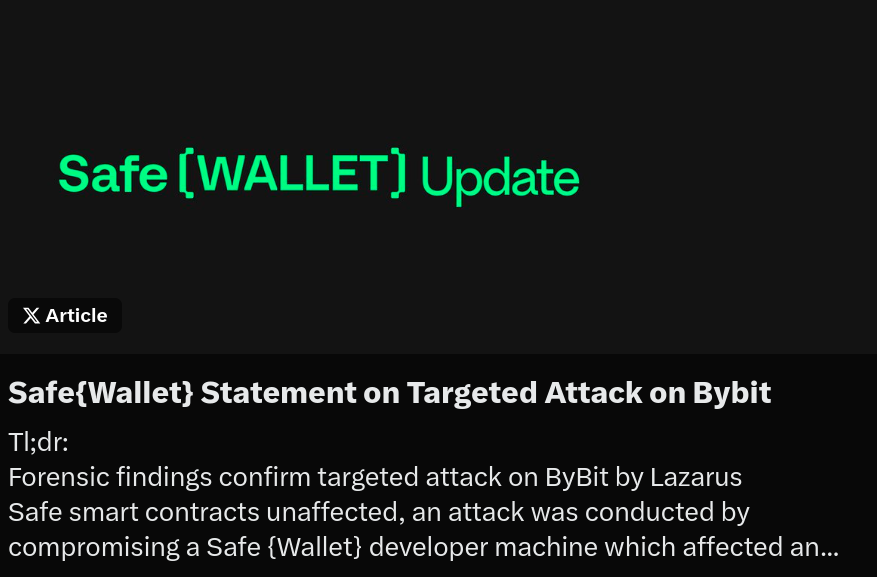 Safe [WALLET] Update
X Article
Safe{Wallet} Statement on Targeted Attack on Bybit
Tl;dr:
Forensic findings confirm targeted attack on ByBit by Lazarus
Safe smart contracts unaffected, an attack was conducted by
compromising a Safe {Wallet} developer machine which affected an...